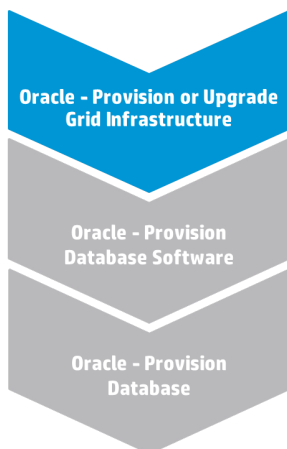 Oracle - Provision or Upgrade
Grid Infrastructure
Oracle - Provision
Database Software
Oracle - Provision
Database